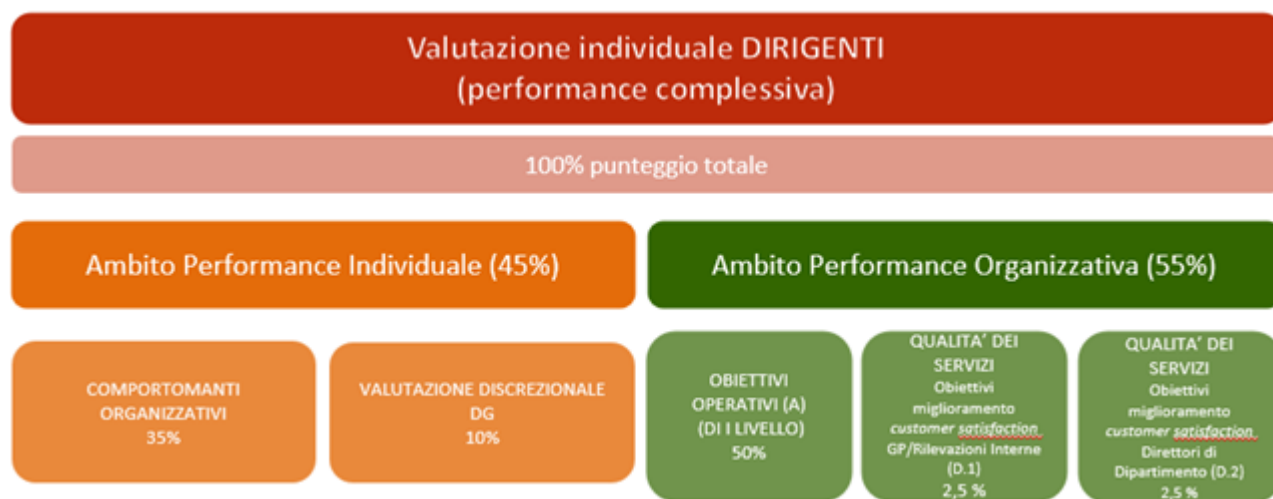 Valutazione individuale DIRIGENTI
(performance complessiva)
100% punteggio totale
Ambito Performance Individuale (45%)
Ambito Performance Organizzativa (55%)
COMPORTOMANTI
ORGANIZZATIVI
35%
VALUTAZIONE DISCREZIONALE
DG
10%
OBIETTIVI
OPERATIVI (A)
(DI I LIVELLO)
50%
QUALITA’ DEI
SERVIZI
Obiettivi
miglioramento
customer satisfaction
GP/Rilevazioni Interne
(D.1)
2,5 %
QUALITA’ DEI
SERVIZI
Obiettivi
miglioramento
customer satisfaction
Direttori di
Dipartimento (D.2)
2,5 %